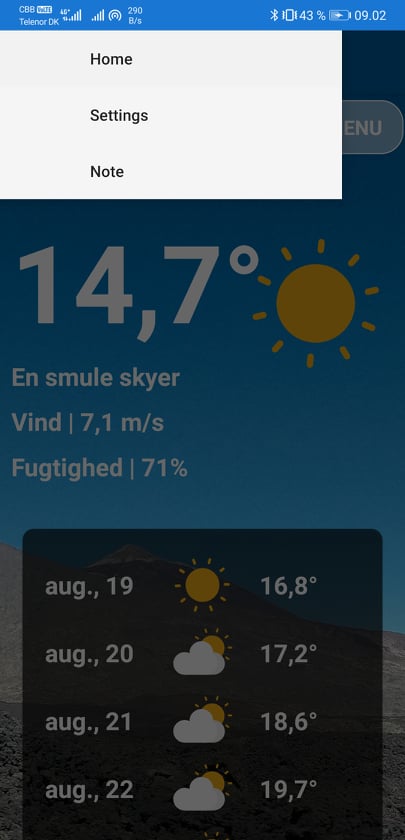 CBB VoLTE
Telenor DK
4G+
290
B/s
43 %
09.02
Home
Settings
Note
ENU
14,7°
En smule skyer
Vind | 7,1 m/s
Fugtighed | 71%
aug., 19 16,8°
aug., 20 17,2°
aug., 21 18,6°
aug., 22 19,7°